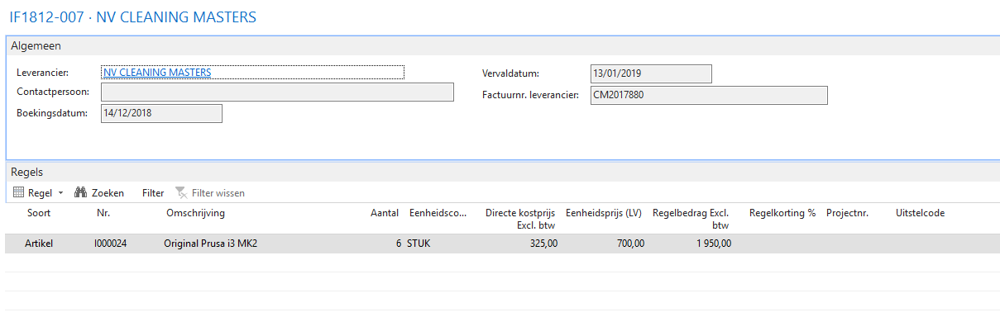 IF1812-007 · NV CLEANING MASTERS
Algemeen
Leverancier: NV CLEANING MASTERS
Contactpersoon:
Boekingsdatum: 14/12/2018
Vervaldatum: 13/01/2019
Factuurnr. leverancier: CM2017880
Regels
Regel Zoeken Filter Filter wissen
Soort Nr. Omschrijving Aantal Eenheidsco... Directe kostprijs Excl. btw Eenheidsprijs (LV) Regelbedrag Excl. btw Regelkorting % Projectnr. Uitstelcode
Artikel I000024 Original Prusa i3 MK2 6 STUK 325,00 700,00 1 950,00